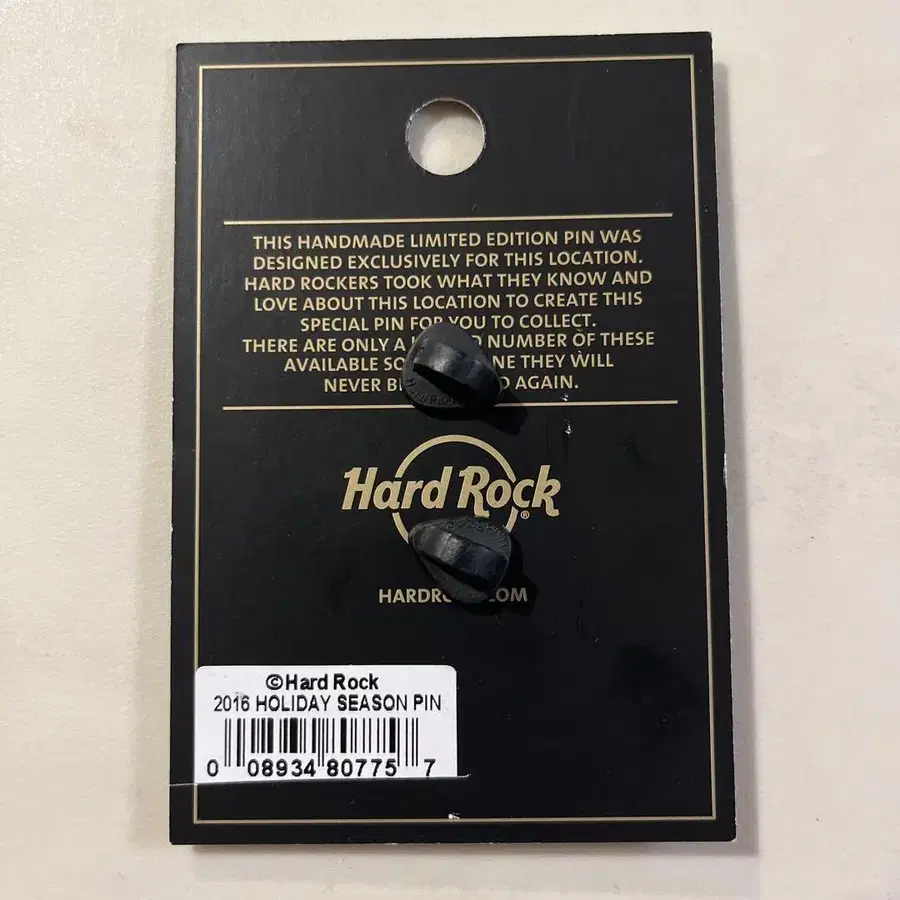 THIS HANDMADE LIMITED EDITION PIN WAS
DESIGNED EXCLUSIVELY FOR THIS LOCATION.
HARD ROCKERS TOOK WHAT THEY KNOW AND
LOVE ABOUT THIS LOCATION TO CREATE THIS
SPECIAL PIN FOR YOU TO COLLECT.
THERE ARE ONLY A NUMBER OF THESE
AVAILABLE THEY WILL
NEVER AGAIN.
Hard Rock®
©Hard Rock
2016 HOLIDAY SEASON PIN
0 08934 80775 7